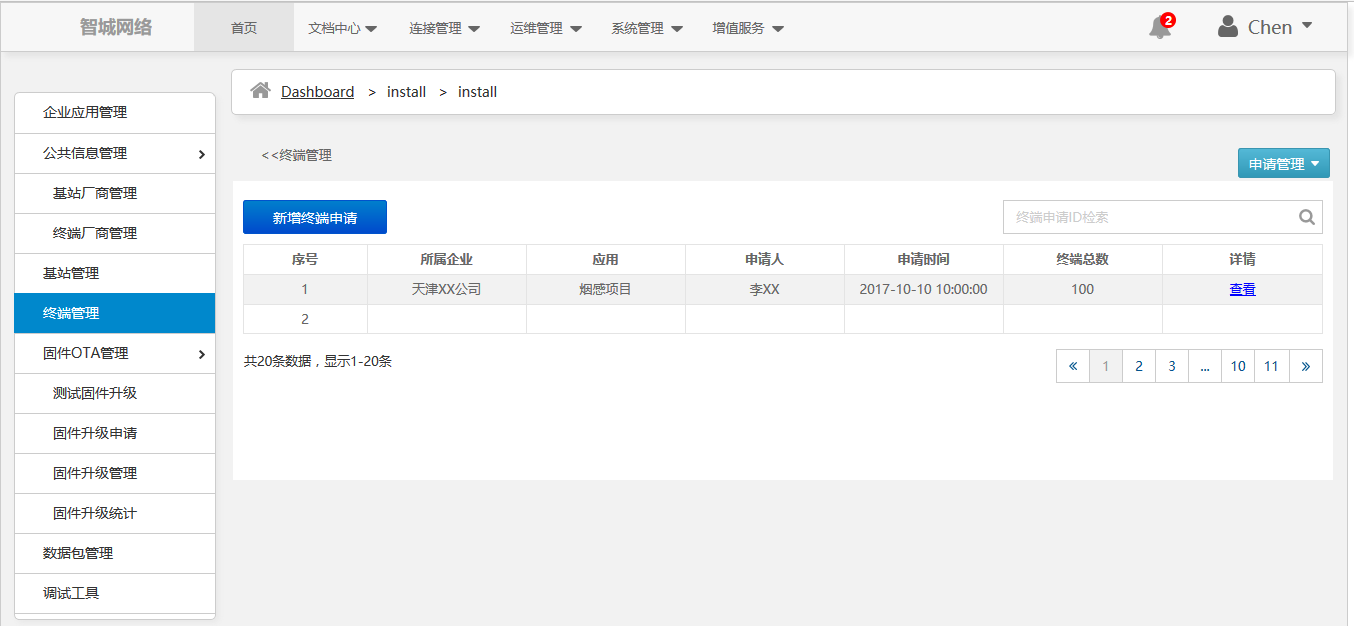 智城网络 首页 文档中心 连接管理 运维管理 系统管理 增值服务 2 Chen
Dashboard > install > install
企业应用管理
公共信息管理
基站厂商管理
终端厂商管理
基站管理
终端管理
固件OTA管理
测试固件升级
固件升级申请
固件升级管理
固件升级统计
数据包管理
调试工具
<<终端管理
申请管理
新增终端申请
终端申请ID检索
序号 所属企业 应用 申请人 申请时间 终端总数 详情
1 天津XX公司 烟感项目 李XX 2017-10-10 10:00:00 100 查看
2
共20条数据，显示1-20条
« 1 2 3 ... 10 11 »